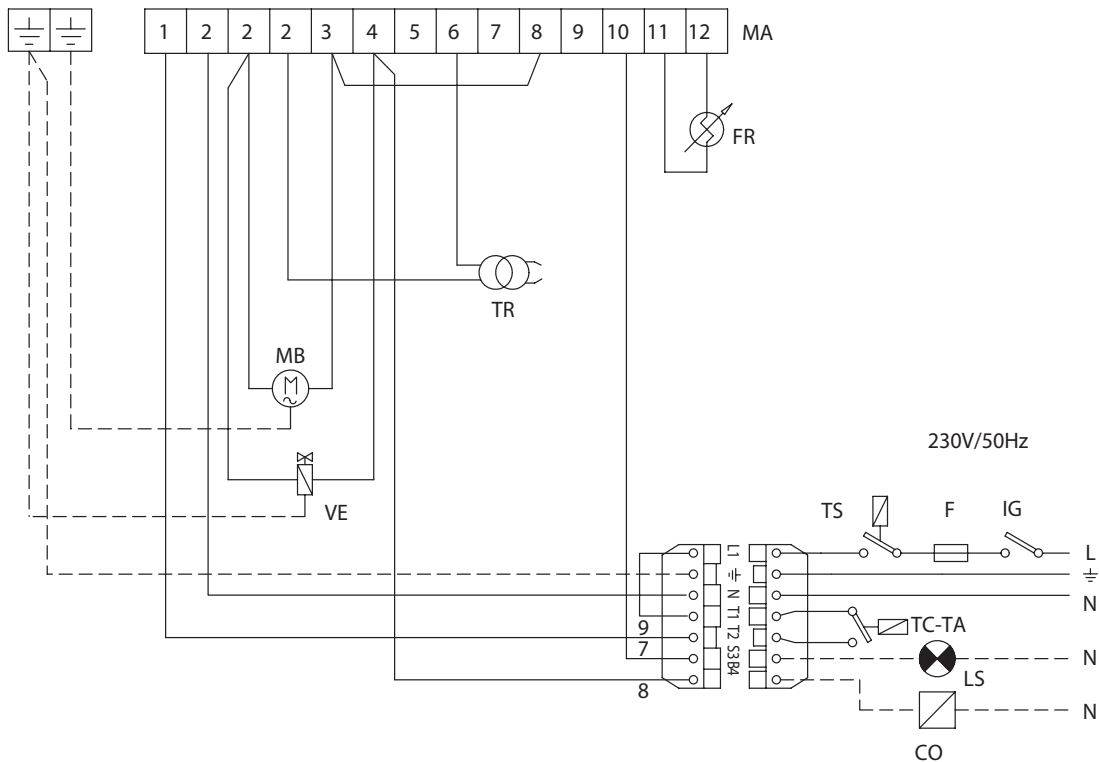 1 2 2 2 3 4 5 6 7 8 9 10 11 12 MA
FR
TR
MB
230V/50Hz
VE
TS F IG
L1 L
N N
T1
9 T2 TC-TA
7 S3 N
B4 LS
8 N
CO